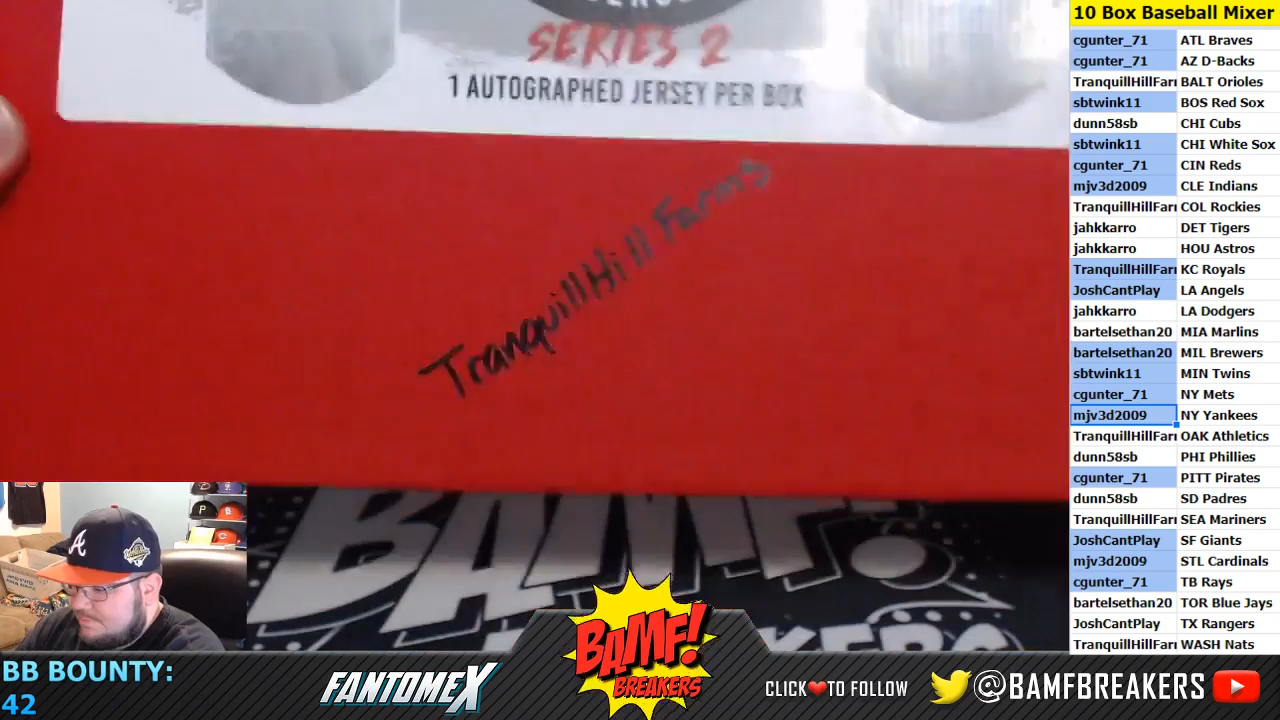 SERIES 2
1 AUTOGRAPHED JERSEY PER BOX
TranquillHill Farms
10 Box Baseball Mixer
cgunter_71 ATL Braves
cgunter_71 AZ D-Backs
TranquillHillFar BALT Orioles
sbtwink11 BOS Red Sox
dunn58sb CHI Cubs
sbtwink11 CHI White Sox
cgunter_71 CIN Reds
mjv3d2009 CLE Indians
TranquillHillFar COL Rockies
jahkkarro DET Tigers
jahkkarro HOU Astros
TranquillHillFar KC Royals
JoshCantPlay LA Angels
jahkkarro LA Dodgers
bartelsethan20 MIA Marlins
bartelsethan20 MIL Brewers
sbtwink11 MIN Twins
cgunter_71 NY Mets
mjv3d2009 NY Yankees
TranquillHillFar OAK Athletics
dunn58sb PHI Phillies
cgunter_71 PITT Pirates
dunn58sb SD Padres
TranquillHillFar SEA Mariners
JoshCantPlay SF Giants
mjv3d2009 STL Cardinals
cgunter_71 TB Rays
bartelsethan20 TOR Blue Jays
JoshCantPlay TX Rangers
TranquillHillFar WASH Nats
BAMF!
BB BOUNTY:
42
FANTOMEX
BAMF!
BREAKERS
CLICK❤TO FOLLOW
@BAMFBREAKERS